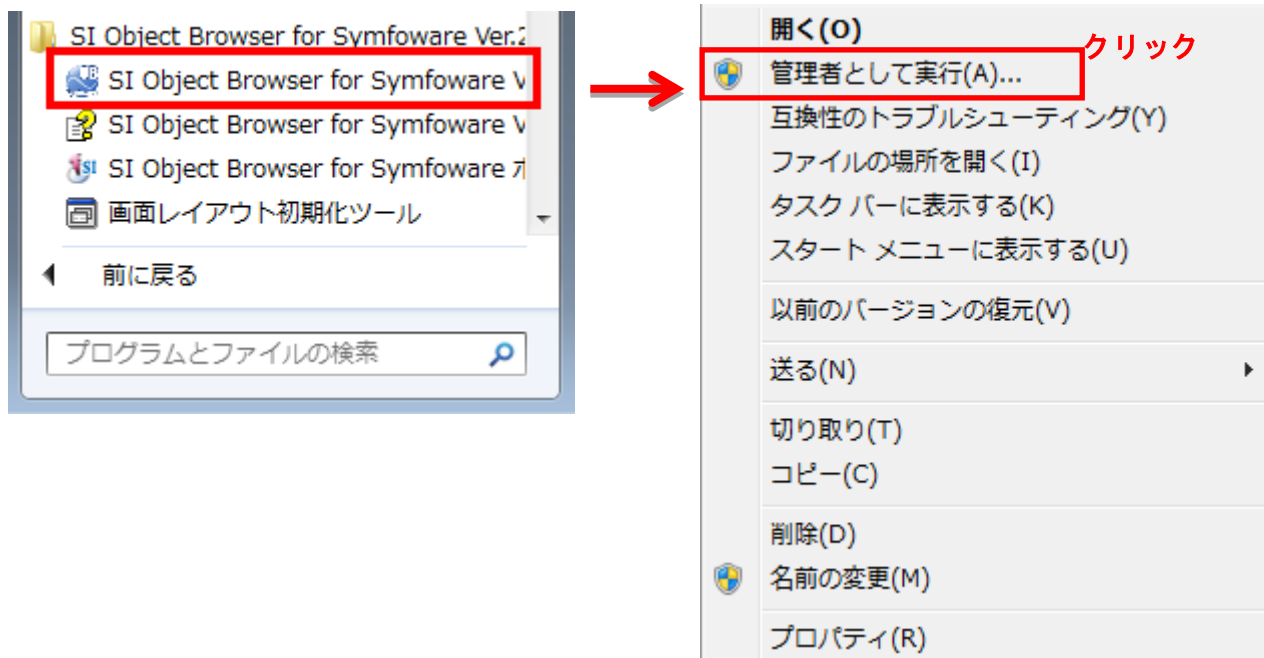 SI Object Browser for Symfoware Ver.2
SI Object Browser for Symfoware V
SI Object Browser for Symfoware V
SI Object Browser for Symfoware
画面レイアウト初期化ツール
前に戻る
プログラムとファイルの検索
開く(O)
クリック
管理者として実行(A)...
互換性のトラブルシューティング(Y)
ファイルの場所を開く(I)
タスク バーに表示する(K)
スタート メニューに表示する(U)
以前のバージョンの復元(V)
送る(N)
切り取り(T)
コピー(C)
削除(D)
名前の変更(M)
プロパティ(R)